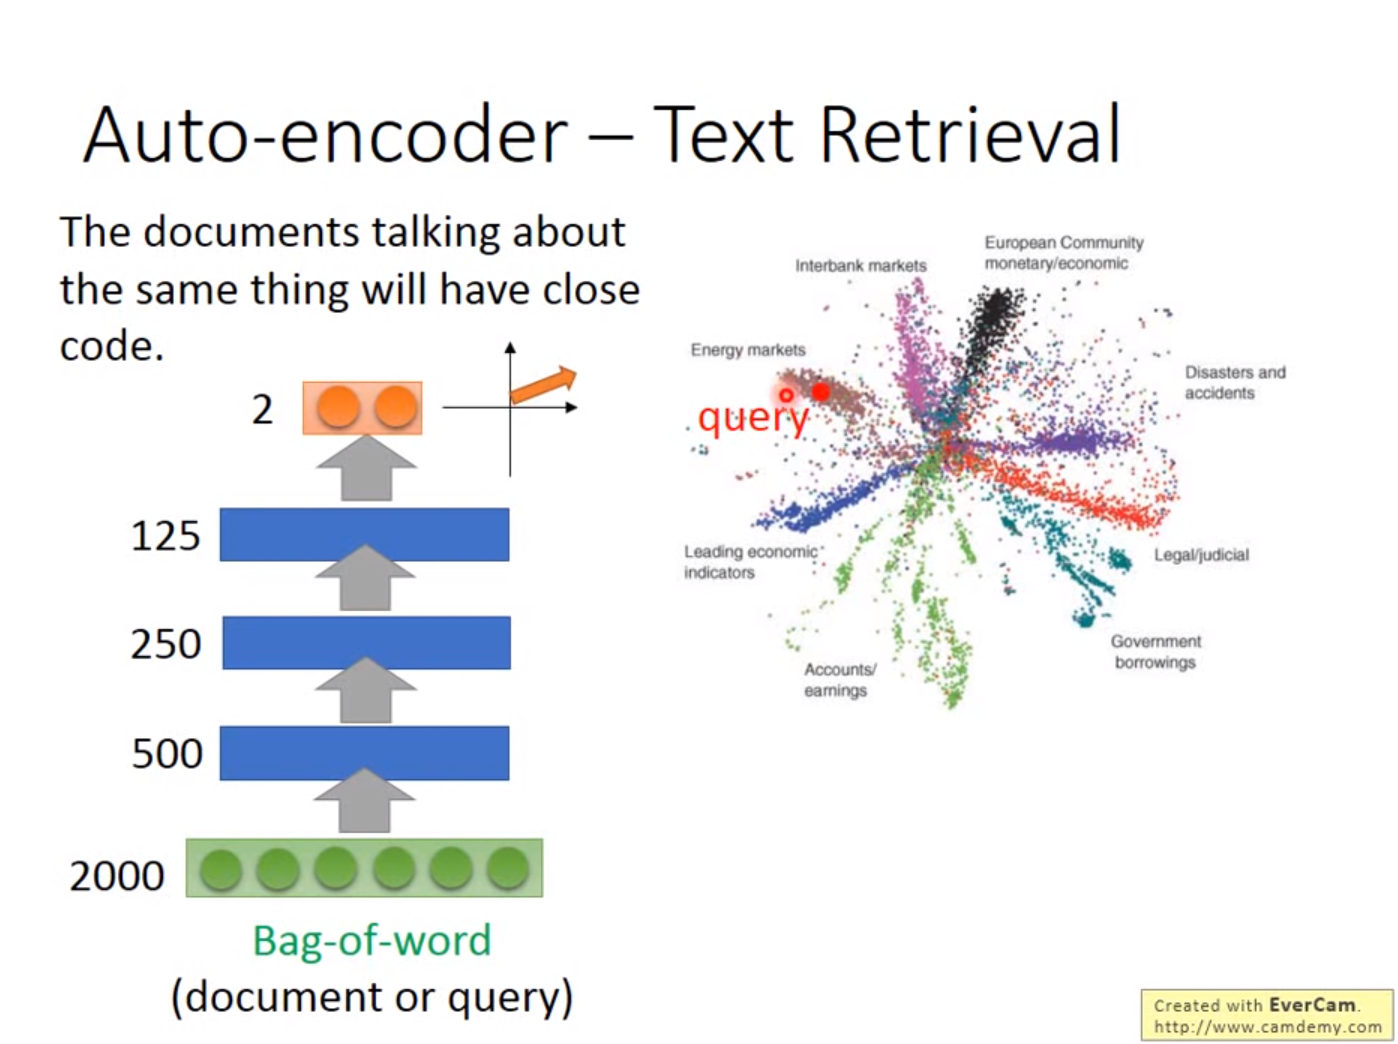 Auto-encoder – Text Retrieval
The documents talking about
the same thing will have close
code.
2
125
250
500
2000
Bag-of-word
(document or query)
Interbank markets
European Community
monetary/economic
Energy markets
query
Disasters and
accidents
Leading economic
indicators
Legal/judicial
Government
borrowings
Accounts/
earnings
Created with EverCam.
http://www.camdemy.com